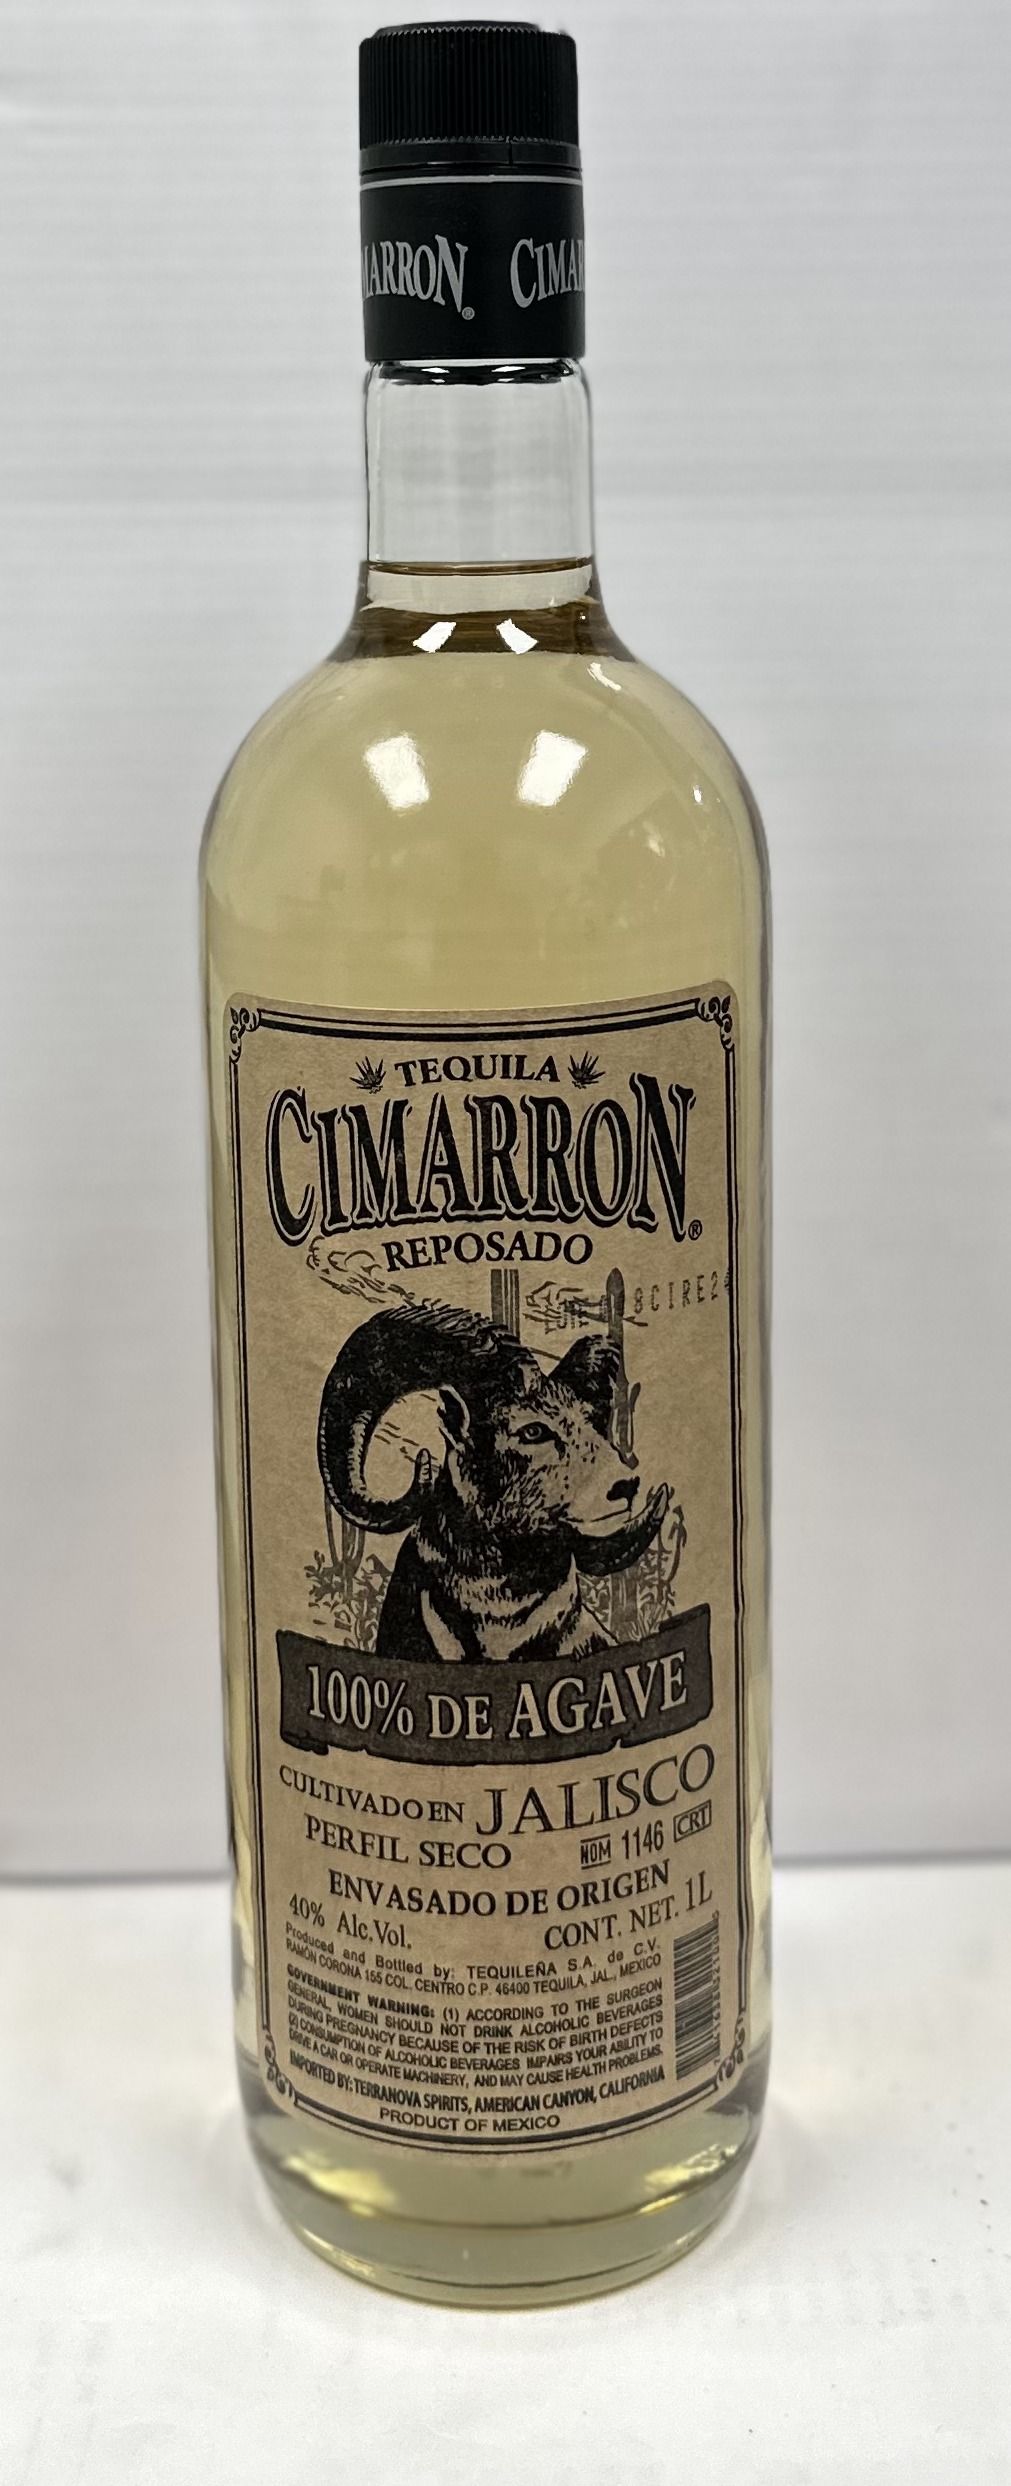 CIMARRON®
TEQUILA
CIMARRON®
REPOSADO
8CIRE2
100% DE AGAVE
CULTIVADO EN JALISCO
PERFIL SECO NOM 1146 CRT
ENVASADO DE ORIGEN
40% Alc.Vol. CONT. NET. 1L
Produced and Bottled by: TEQUILEÑA S.A. de C.V.
RAMÓN CORONA 155 COL. CENTRO C.P. 46400 TEQUILA, JAL., MEXICO
GOVERNMENT WARNING: (1) ACCORDING TO THE SURGEON
GENERAL, WOMEN SHOULD NOT DRINK ALCOHOLIC BEVERAGES
DURING PREGNANCY BECAUSE OF THE RISK OF BIRTH DEFECTS
(2) CONSUMPTION OF ALCOHOLIC BEVERAGES IMPAIRS YOUR ABILITY TO
DRIVE A CAR OR OPERATE MACHINERY, AND MAY CAUSE HEALTH PROBLEMS.
IMPORTED BY: TERRANOVA SPIRITS, AMERICAN CANYON, CALIFORNIA
PRODUCT OF MEXICO